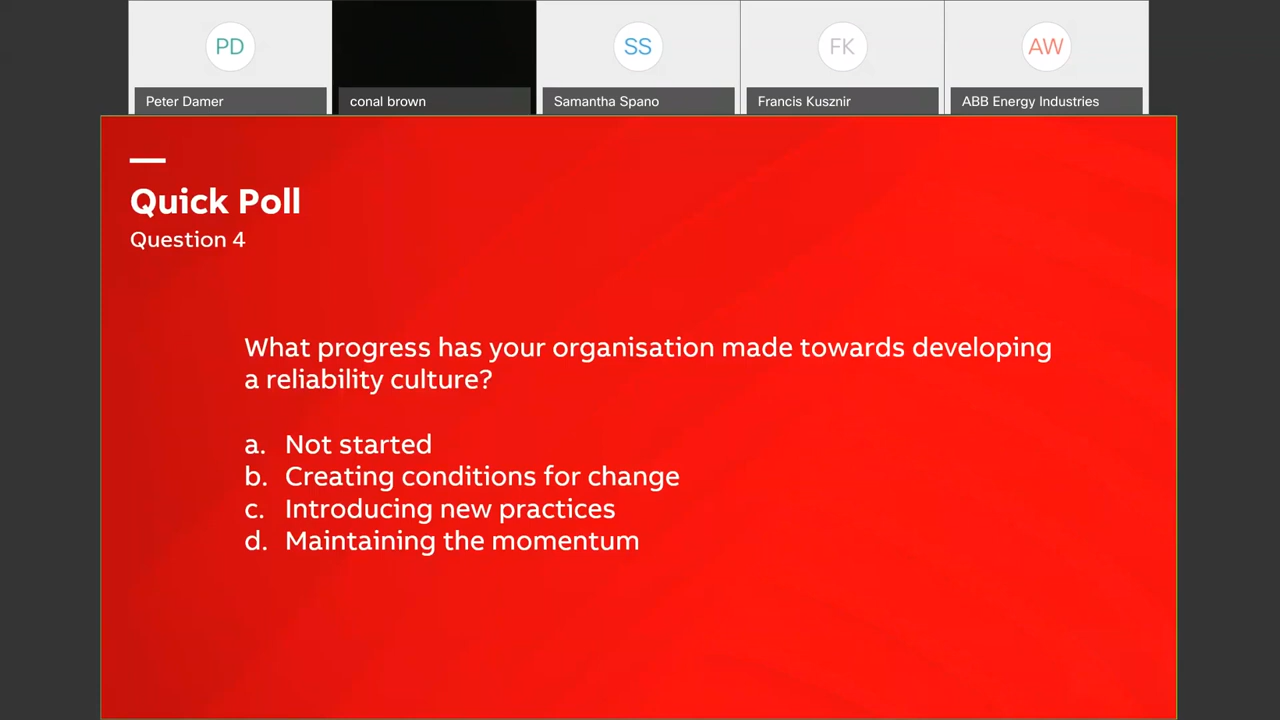 PD
SS
FK
AW
Peter Damer
conal brown
Samantha Spano
Francis Kusznir
ABB Energy Industries
Quick Poll
Question 4
What progress has your organisation made towards developing
a reliability culture?
a. Not started
b. Creating conditions for change
c. Introducing new practices
d. Maintaining the momentum